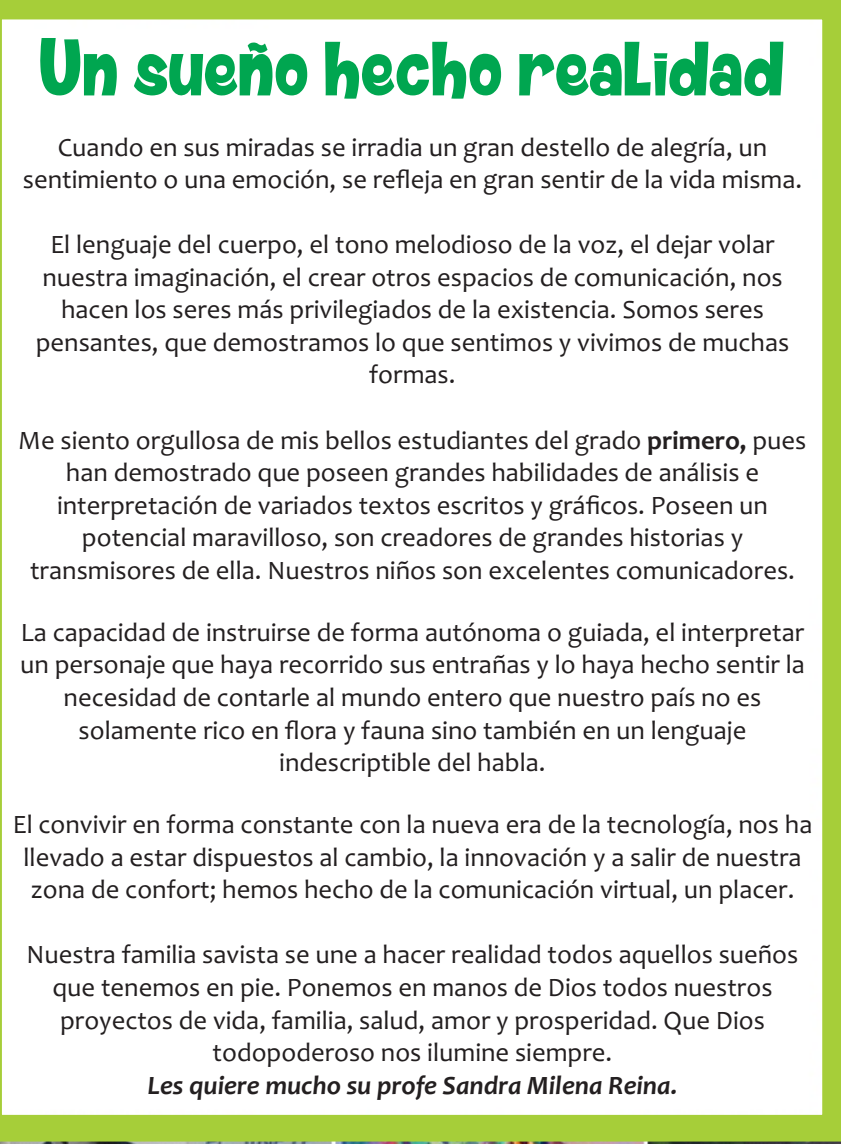 Un sueño hecho realidad
Cuando en sus miradas se irradia un gran destello de alegría, un
sentimiento o una emoción, se refleja en gran sentir de la vida misma.
El lenguaje del cuerpo, el tono melodioso de la voz, el dejar volar
nuestra imaginación, el crear otros espacios de comunicación, nos
hacen los seres más privilegiados de la existencia. Somos seres
pensantes, que demostramos lo que sentimos y vivimos de muchas
formas.
Me siento orgullosa de mis bellos estudiantes del grado primero, pues
han demostrado que poseen grandes habilidades de análisis e
interpretación de variados textos escritos y gráficos. Poseen un
potencial maravilloso, son creadores de grandes historias y
transmisores de ella. Nuestros niños son excelentes comunicadores.
La capacidad de instruirse de forma autónoma o guiada, el interpretar
un personaje que haya recorrido sus entrañas y lo haya hecho sentir la
necesidad de contarle al mundo entero que nuestro país no es
solamente rico en flora y fauna sino también en un lenguaje
indescriptible del habla.
El convivir en forma constante con la nueva era de la tecnología, nos ha
llevado a estar dispuestos al cambio, la innovación y a salir de nuestra
zona de confort; hemos hecho de la comunicación virtual, un placer.
Nuestra familia savista se une a hacer realidad todos aquellos sueños
que tenemos en pie. Ponemos en manos de Dios todos nuestros
proyectos de vida, familia, salud, amor y prosperidad. Que Dios
todopoderoso nos ilumine siempre.
Les quiere mucho su profe Sandra Milena Reina.